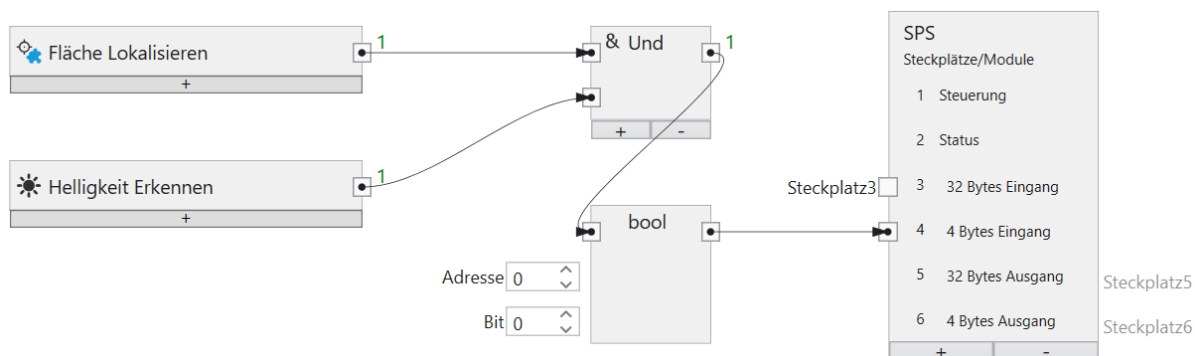 Fläche Lokalisieren
1
+
Helligkeit Erkennen
1
+
& Und
1
+ -
bool
Adresse 0
Bit 0
SPS
Steckplätze/Module
1 Steuerung
2 Status
Steckplatz3 3 32 Bytes Eingang
4 4 Bytes Eingang
5 32 Bytes Ausgang Steckplatz5
6 4 Bytes Ausgang Steckplatz6
+ -